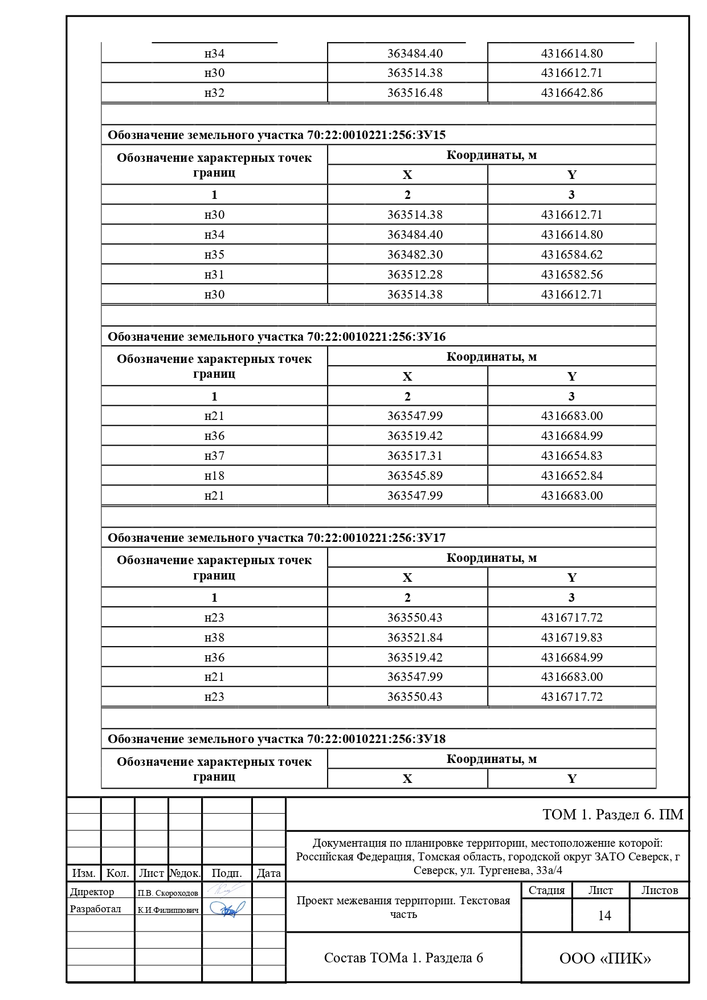 н34 363484.40 4316614.80
н30 363514.38 4316612.71
н32 363516.48 4316642.86
Обозначение земельного участка 70:22:0010221:256:ЗУ15
Обозначение характерных точек границ Координаты, м
X Y
1 2 3
н30 363514.38 4316612.71
н34 363484.40 4316614.80
н35 363482.30 4316584.62
н31 363512.28 4316582.56
н30 363514.38 4316612.71
Обозначение земельного участка 70:22:0010221:256:ЗУ16
Обозначение характерных точек границ Координаты, м
X Y
1 2 3
н21 363547.99 4316683.00
н36 363519.42 4316684.99
н37 363517.31 4316654.83
н18 363545.89 4316652.84
н21 363547.99 4316683.00
Обозначение земельного участка 70:22:0010221:256:ЗУ17
Обозначение характерных точек границ Координаты, м
X Y
1 2 3
н23 363550.43 4316717.72
н38 363521.84 4316719.83
н36 363519.42 4316684.99
н21 363547.99 4316683.00
н23 363550.43 4316717.72
Обозначение земельного участка 70:22:0010221:256:ЗУ18
Обозначение характерных точек границ Координаты, м
X Y
ТОМ 1. Раздел 6. ПМ
Документация по планировке территории, местоположение которой:
Российская Федерация, Томская область, городской округ ЗАТО Северск, г
Северск, ул. Тургенева, 33а/4
Изм. Кол. Лист №док. Подп. Дата
Директор П.В. Скороходов
Разработал К.И.Филиппович
Проект межевания территории. Текстовая
часть
Стадия Лист Листов
14
Состав ТОМа 1. Раздела 6
ООО «ПИК»